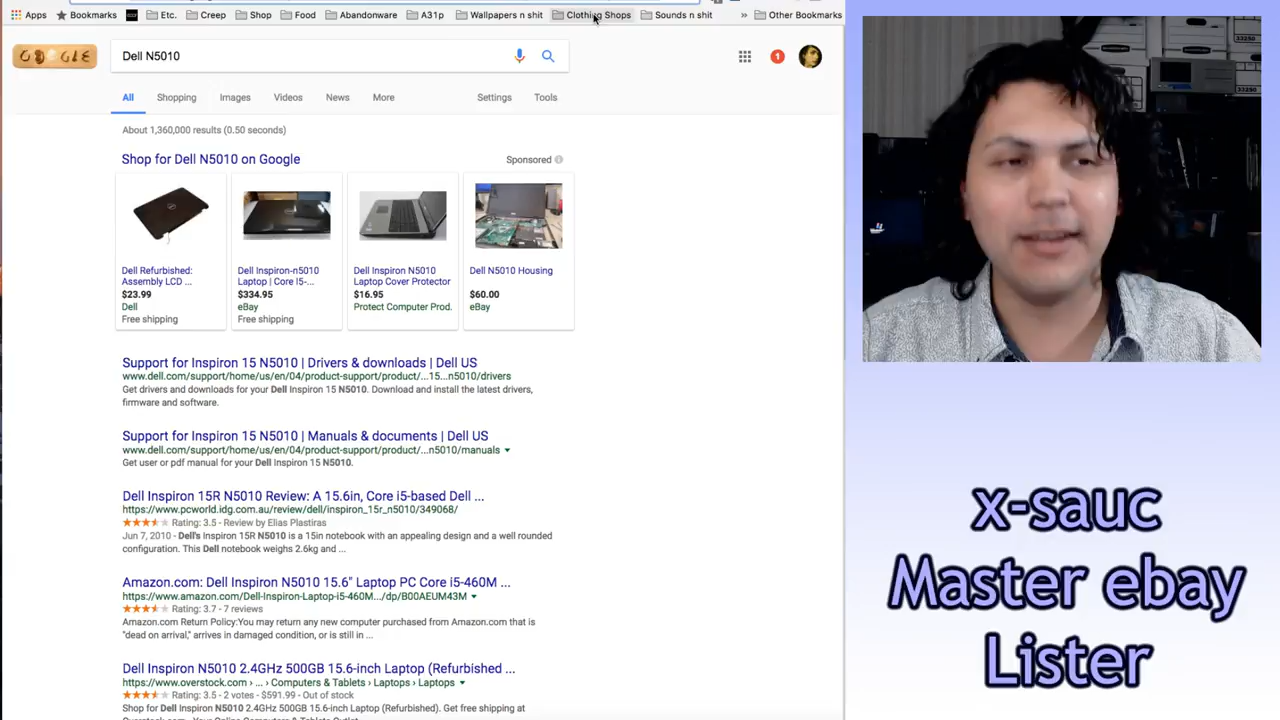 Apps Bookmarks Etc. Creep Shop Food Abandonware A31p Wallpapers n shit Clothing Shops Sounds n shit » Other Bookmarks
GOOGLE Dell N5010 1
All Shopping Images Videos News More Settings Tools
About 1,360,000 results (0.50 seconds)
Shop for Dell N5010 on Google Sponsored
Dell Refurbished:
Assembly LCD ...
$23.99
Dell
Free shipping
Dell Inspiron-n5010
Laptop | Core I5-...
$334.95
eBay
Free shipping
Dell Inspiron N5010
Laptop Cover Protector
$16.95
Protect Computer Prod.
Dell N5010 Housing
$60.00
eBay
Support for Inspiron 15 N5010 | Drivers & downloads | Dell US
www.dell.com/support/home/us/en/04/product-support/product/...15...n5010/drivers
Get drivers and downloads for your Dell Inspiron 15 N5010. Download and install the latest drivers,
firmware and software.
Support for Inspiron 15 N5010 | Manuals & documents | Dell US
www.dell.com/support/home/us/en/04/product-support/product/...n5010/manuals
Get user or pdf manual for your Dell Inspiron 15 N5010.
Dell Inspiron 15R N5010 Review: A 15.6in, Core i5-based Dell ...
https://www.pcworld.idg.com.au/review/dell/inspiron_15r_n5010/349068/
Rating: 3.5 - Review by Elias Plastiras
Jun 7, 2010 - Dell's Inspiron 15R N5010 is a 15in notebook with an appealing design and a well rounded
configuration. This Dell notebook weighs 2.6kg and ...
Amazon.com: Dell Inspiron N5010 15.6" Laptop PC Core i5-460M ...
https://www.amazon.com/Dell-Inspiron-Laptop-i5-460M.../dp/B00AEUM43M
Rating: 3.7 - 7 reviews
Amazon.com Return Policy:You may return any new computer purchased from Amazon.com that is
"dead on arrival," arrives in damaged condition, or is still in ...
Dell Inspiron N5010 2.4GHz 500GB 15.6-inch Laptop (Refurbished ...
https://www.overstock.com › ... › Computers & Tablets › Laptops › Laptops
Rating: 3.5 - 2 votes - $591.99 - Out of stock
Shop for Dell Inspiron N5010 2.4GHz 500GB 15.6-inch Laptop (Refurbished). Get free shipping at
33250
33250
x-sauc
Master ebay
Lister